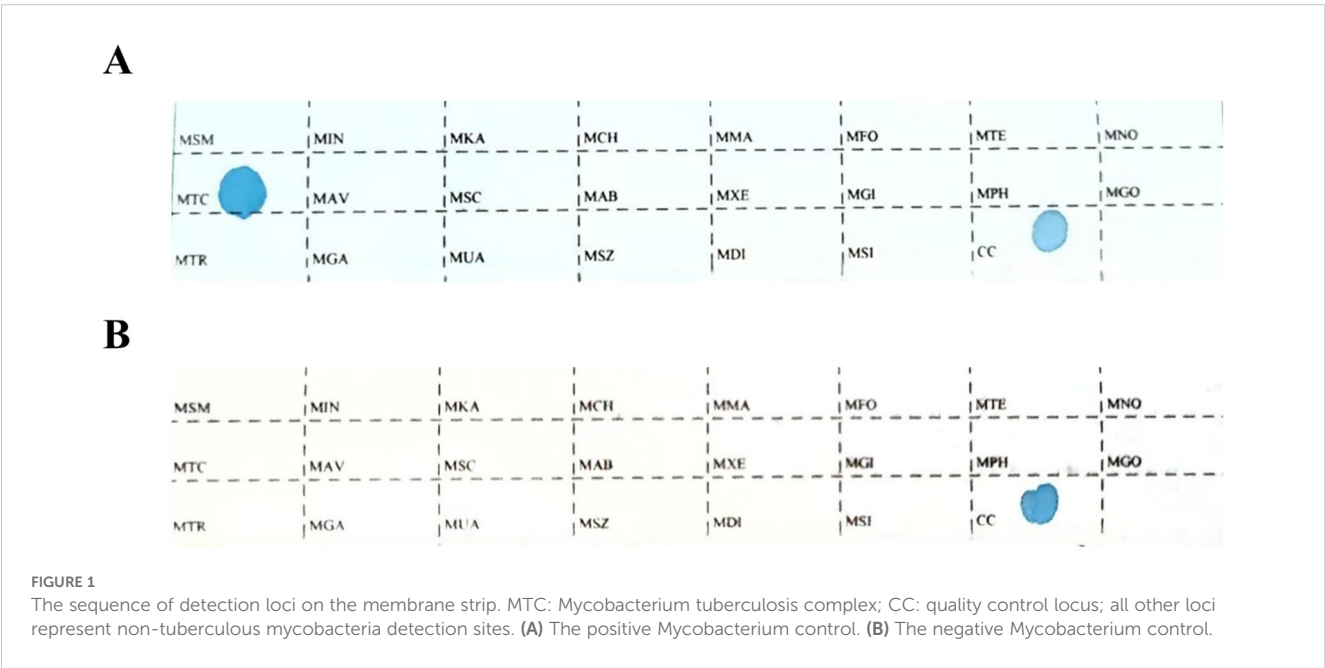 A
MSM MIN MKA MCH MMA MFO MTE MNO
MTC MAV MSC MAB MXE MGI MPH MGO
MTR MGA MUA MSZ MDI MSI CC
B
MSM MIN MKA MCH MMA MFO MTE MNO
MTC MAV MSC MAB MXE MGI MPH MGO
MTR MGA MUA MSZ MDI MSI CC
FIGURE 1
The sequence of detection loci on the membrane strip. MTC: Mycobacterium tuberculosis complex; CC: quality control locus; all other loci
represent non-tuberculous mycobacteria detection sites. (A) The positive Mycobacterium control. (B) The negative Mycobacterium control.